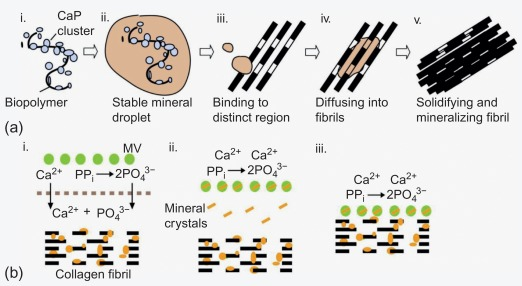 i.
CaP
cluster
Biopolymer
ii.
Stable mineral
droplet
iii.
Binding to
distinct region
iv.
Diffusing into
fibrils
v.
Solidifying and
mineralizing fibril
(a)
i.
MV
Ca²⁺ PPᵢ → 2PO₄³⁻
Ca²⁺ + PO₄³⁻
Collagen fibril
ii.
Ca²⁺ Ca²⁺
PPᵢ → 2PO₄³⁻
Mineral
crystals
iii.
Ca²⁺ Ca²⁺
PPᵢ → 2PO₄³⁻
(b)